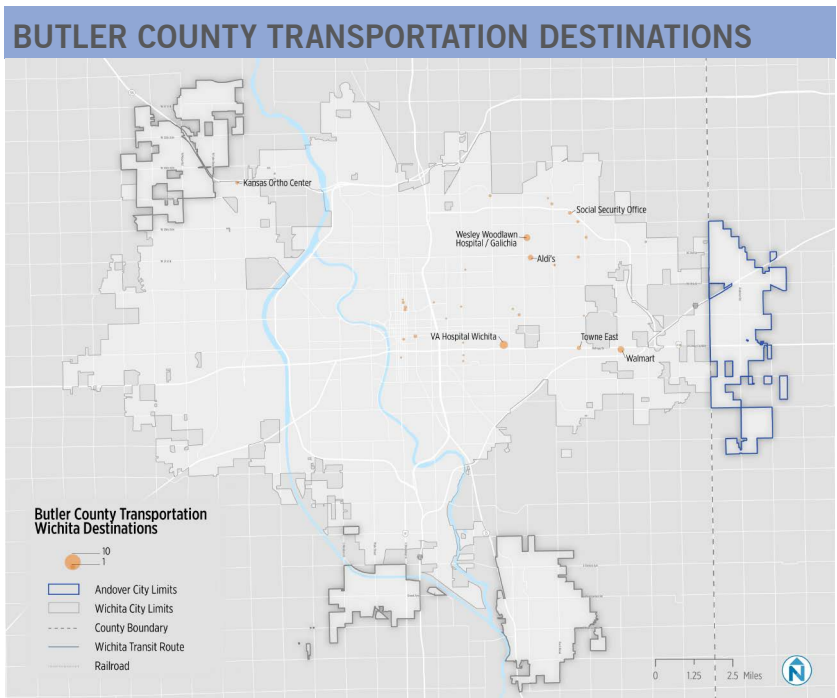 BUTLER COUNTY TRANSPORTATION DESTINATIONS
Kansas Ortho Center
Social Security Office
Wesley Woodlawn
Hospital / Galichia
Aldi's
VA Hospital Wichita
Towne East
Walmart
Butler County Transportation
Wichita Destinations
10
1
Andover City Limits
Wichita City Limits
County Boundary
Wichita Transit Route
Railroad
0 1.25 2.5 Miles
N